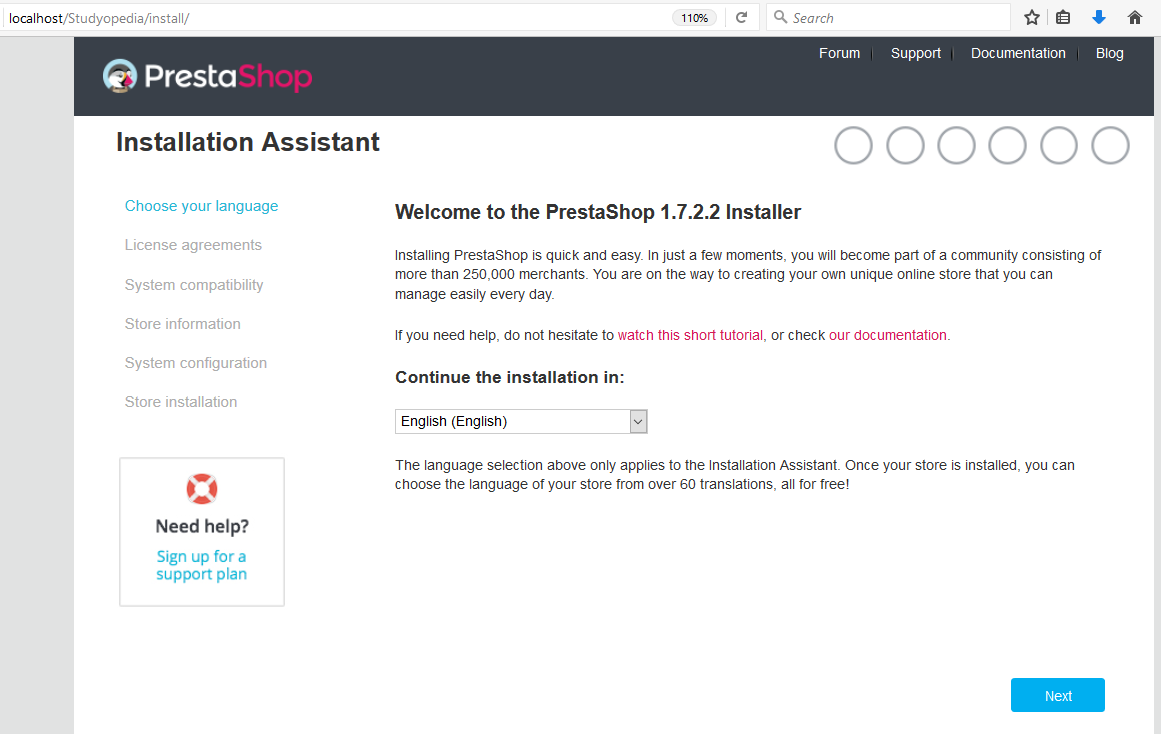 localhost/Studyopedia/install/ 110% Search
Forum Support Documentation Blog
PrestaShop
Installation Assistant
Choose your language
License agreements
System compatibility
Store information
System configuration
Store installation
Need help?
Sign up for a
support plan
Welcome to the PrestaShop 1.7.2.2 Installer
Installing PrestaShop is quick and easy. In just a few moments, you will become part of a community consisting of
more than 250,000 merchants. You are on the way to creating your own unique online store that you can
manage easily every day.
If you need help, do not hesitate to watch this short tutorial, or check our documentation.
Continue the installation in:
English (English)
The language selection above only applies to the Installation Assistant. Once your store is installed, you can
choose the language of your store from over 60 translations, all for free!
Next